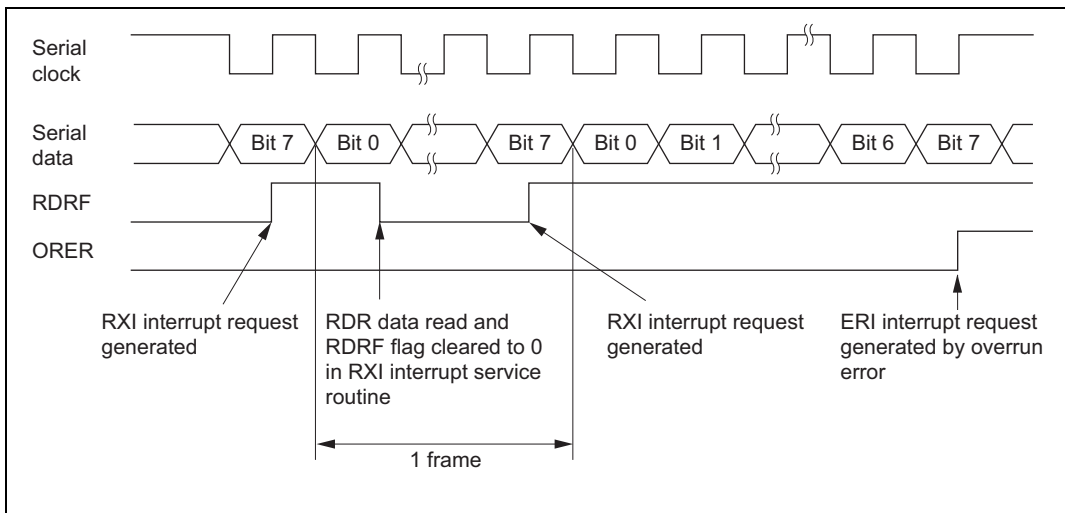 Serial
clock
Serial
data
Bit 7
Bit 0
Bit 7
Bit 0
Bit 1
Bit 6
Bit 7
RDRF
ORER
RXI interrupt request
generated
RDR data read and
RDRF flag cleared to 0
in RXI interrupt service
routine
RXI interrupt request
generated
ERI interrupt request
generated by overrun
error
1 frame